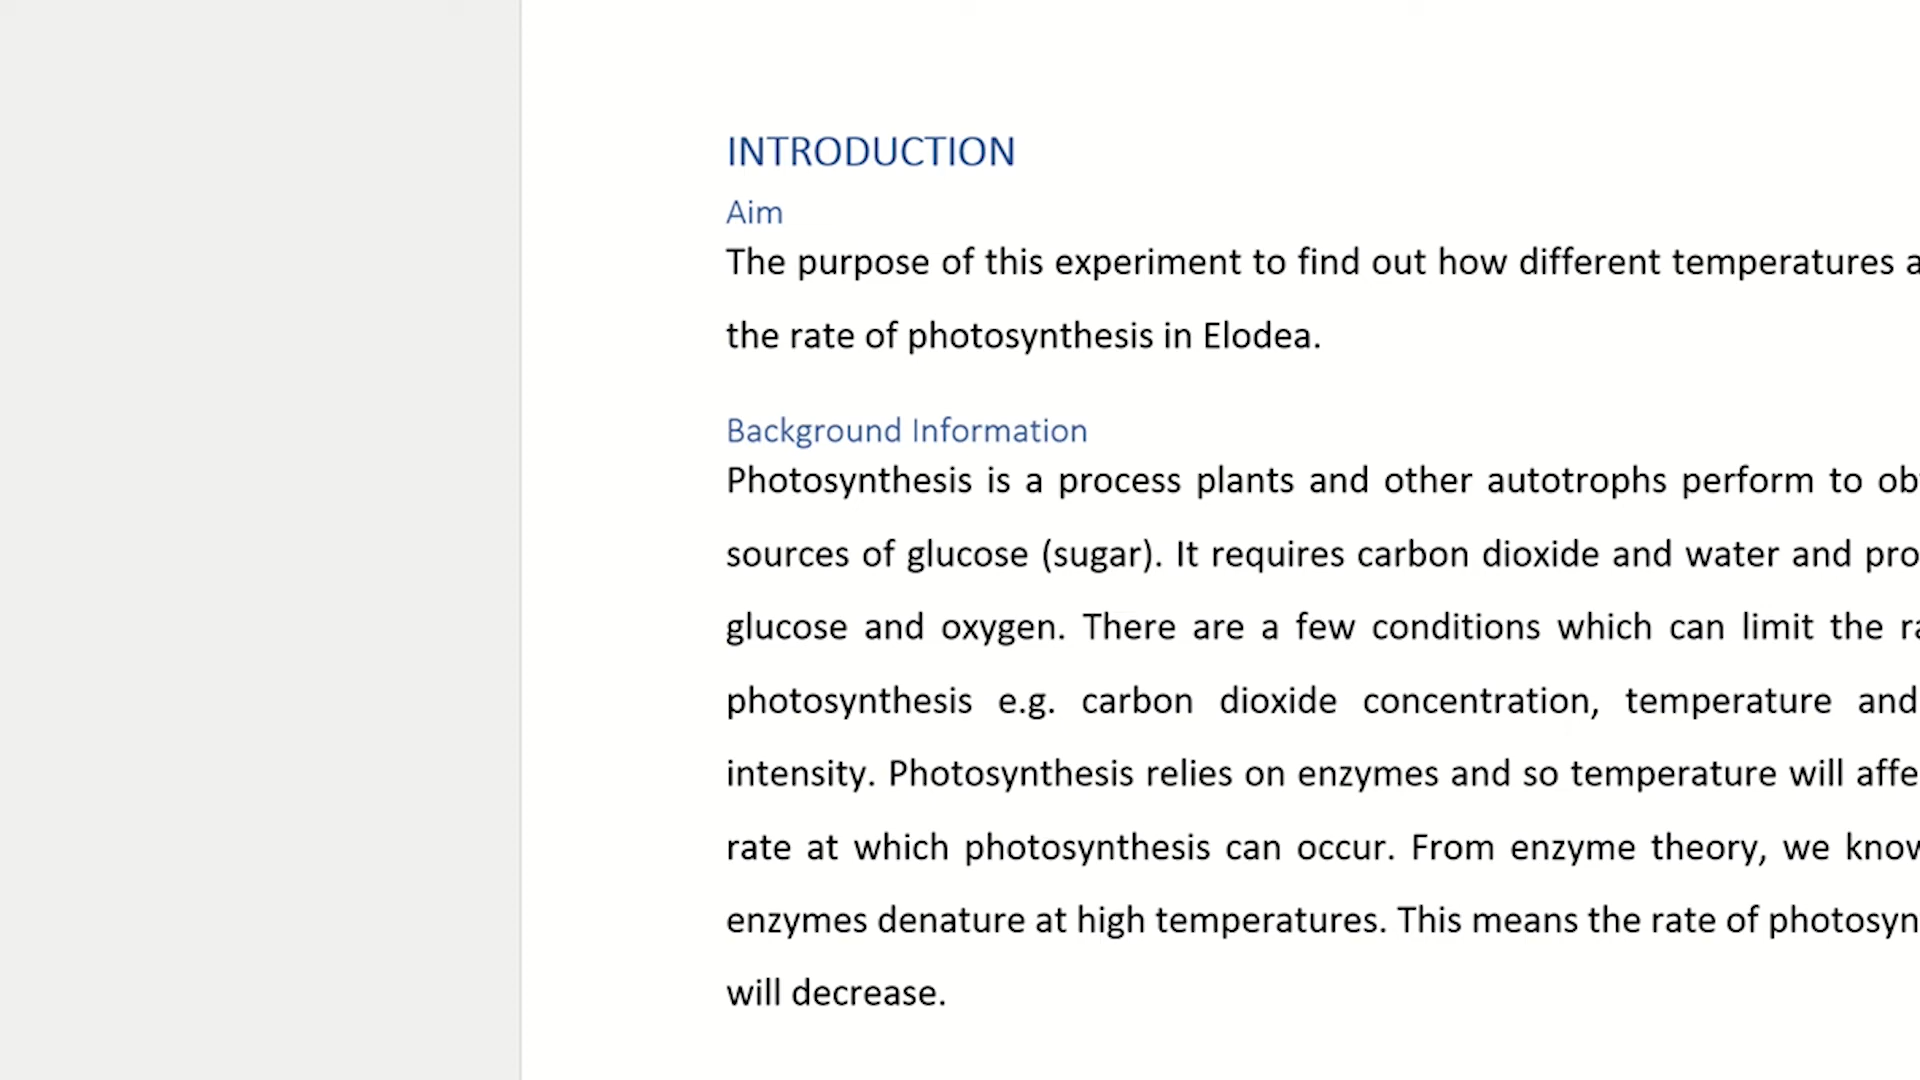 INTRODUCTION
Aim
The purpose of this experiment to find out how different temperatures
the rate of photosynthesis in Elodea.
Background Information
Photosynthesis is a process plants and other autotrophs perform to
sources of glucose (sugar). It requires carbon dioxide and water and
glucose and oxygen. There are a few conditions which can limit the
photosynthesis e.g. carbon dioxide concentration, temperature and
intensity. Photosynthesis relies on enzymes and so temperature will
rate at which photosynthesis can occur. From enzyme theory, we
enzymes denature at high temperatures. This means the rate of
will decrease.